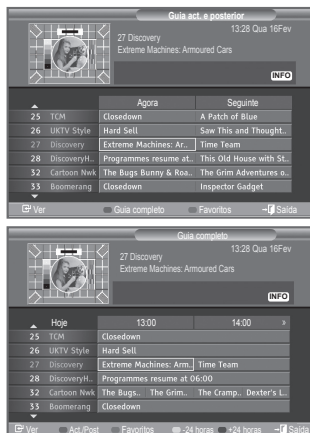 Guia act. e posterior
13:28 Qua 16Fev
27 Discovery
Extreme Machines: Armoured Cars
INFO
Agora Seguinte
25 TCM Closedown A Patch of Blue
26 UKTV Style Hard Sell Saw This and Thought..
27 Discovery Extreme Machines: Ar.. Time Team
28 DiscoveryH.. Programmes resume at.. This Old House with St..
32 Cartoon Nwk The Bugs Bunny & Roa.. The Grim Adventures o..
33 Boomerang Closedown Inspector Gadget
Ver Guia completo Favoritos Saída
Guia completo
13:28 Qua 16Fev
27 Discovery
Extreme Machines: Armoured Cars
INFO
Hoje 13:00 14:00 »
25 TCM Closedown
26 UKTV Style Hard Sell
27 Discovery Extreme Machines: Arm.. Time Team
28 DiscoveryH.. Programmes resume at 06:00
32 Cartoon Nwk The Bugs.. The Grim.. The Cramp.. Dexter's L..
33 Boomerang Closedown
Ver Act./Post Favoritos -24 horas +24 horas Saída